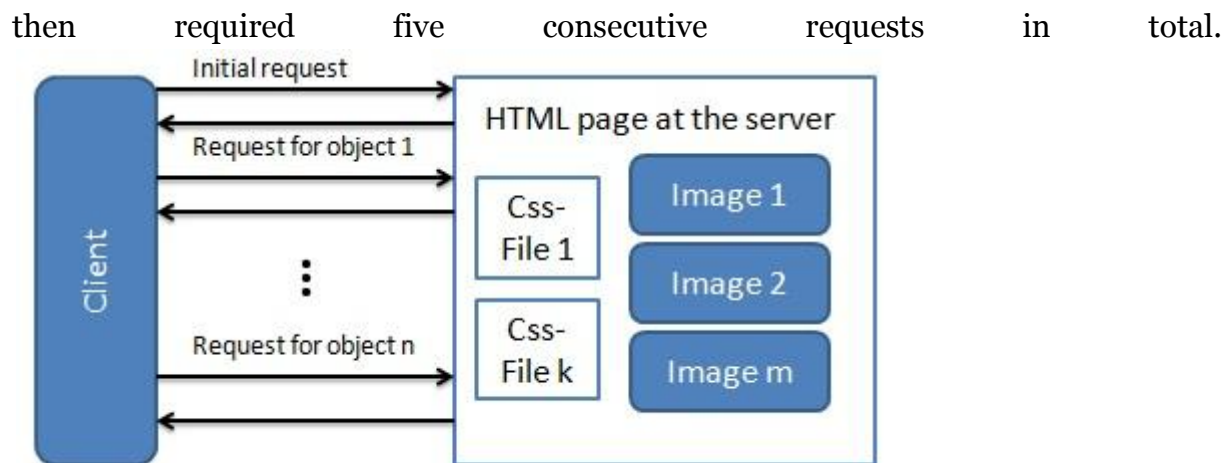 then required five consecutive requests in total.
Initial request
HTML page at the server
Request for object 1
Css-
File 1
Image 1
Image 2
Client
Request for object n
Css-
File k
Image m